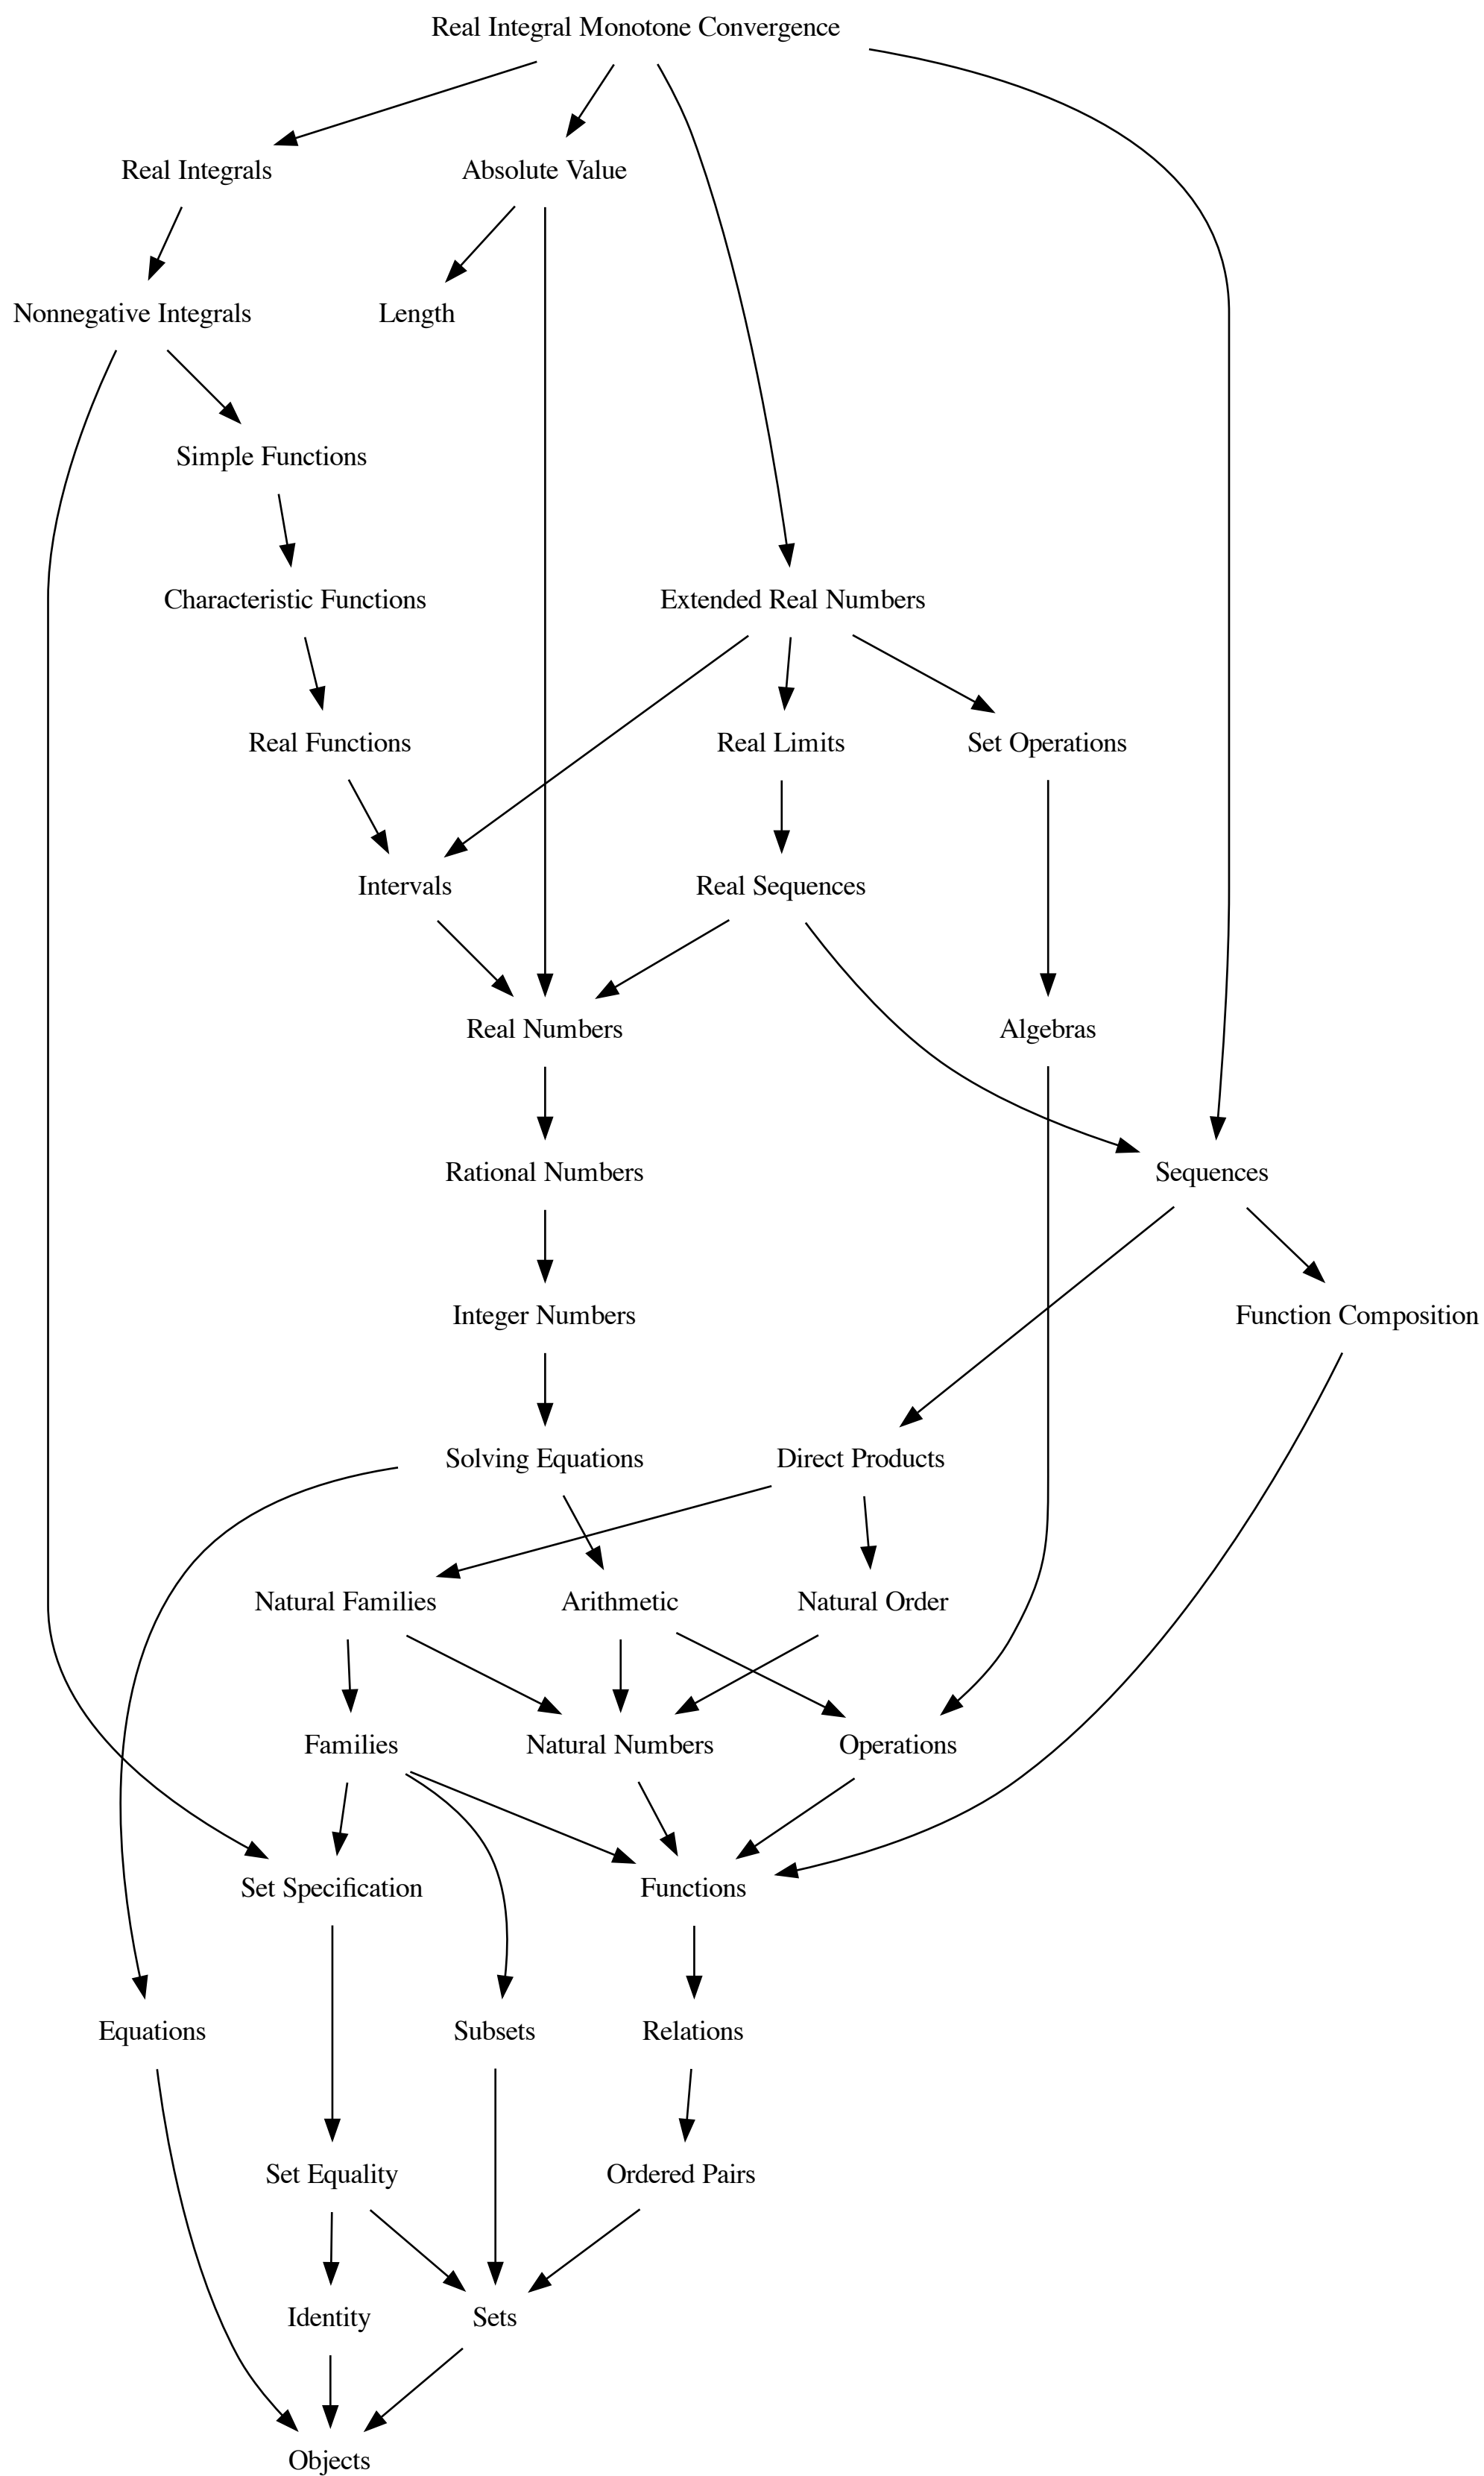 Real Integral Monotone Convergence
Real Integrals
Absolute Value
Nonnegative Integrals
Length
Simple Functions
Characteristic Functions
Extended Real Numbers
Real Functions
Real Limits
Set Operations
Intervals
Real Sequences
Real Numbers
Algebras
Rational Numbers
Sequences
Integer Numbers
Function Composition
Solving Equations
Direct Products
Natural Families
Arithmetic
Natural Order
Families
Natural Numbers
Operations
Set Specification
Functions
Equations
Subsets
Relations
Set Equality
Ordered Pairs
Identity
Sets
Objects